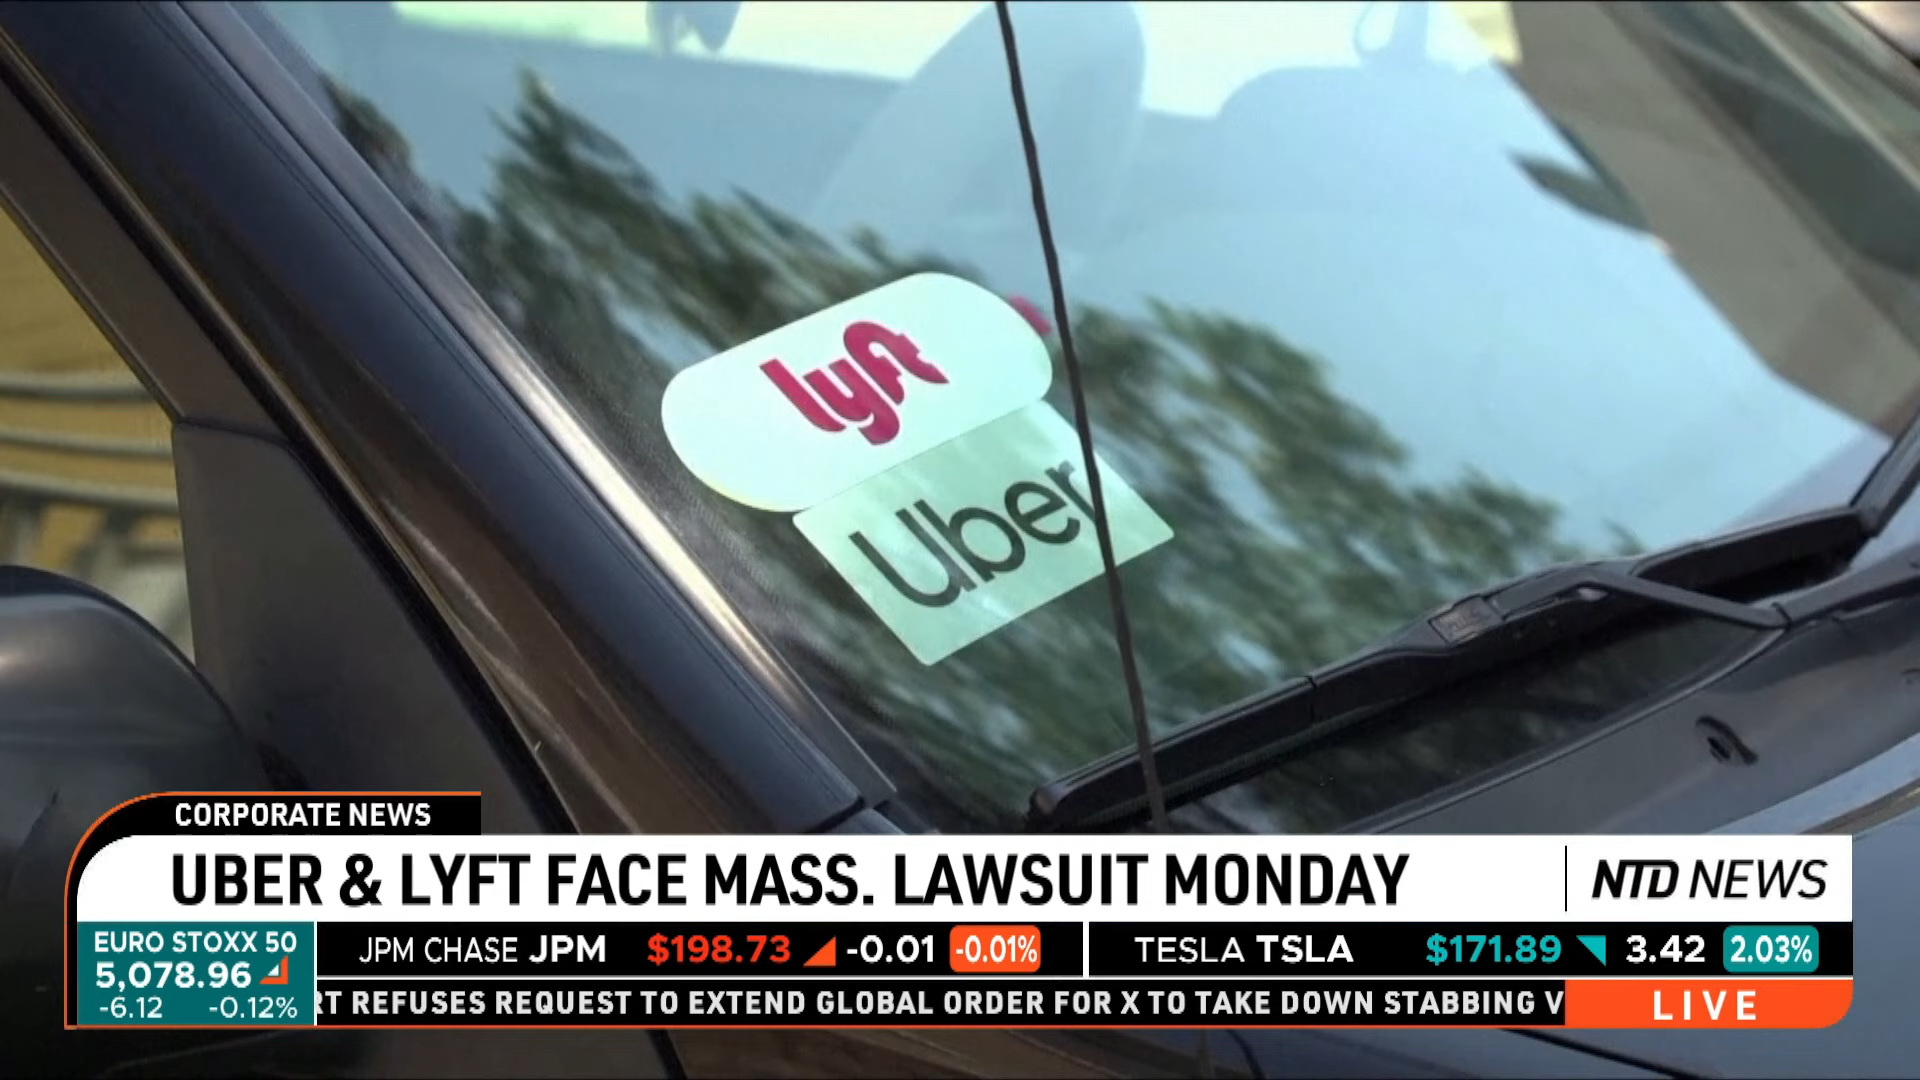 lyft
Uber
CORPORATE NEWS
UBER & LYFT FACE MASS. LAWSUIT MONDAY
NTD NEWS
EURO STOXX 50
5,078.96
-6.12 -0.12%
JPM CHASE JPM $198.73 -0.01 -0.01%
TESLA TSLA $171.89 3.42 2.03%
REFUSES REQUEST TO EXTEND GLOBAL ORDER FOR X TO TAKE DOWN STABBING
LIVE